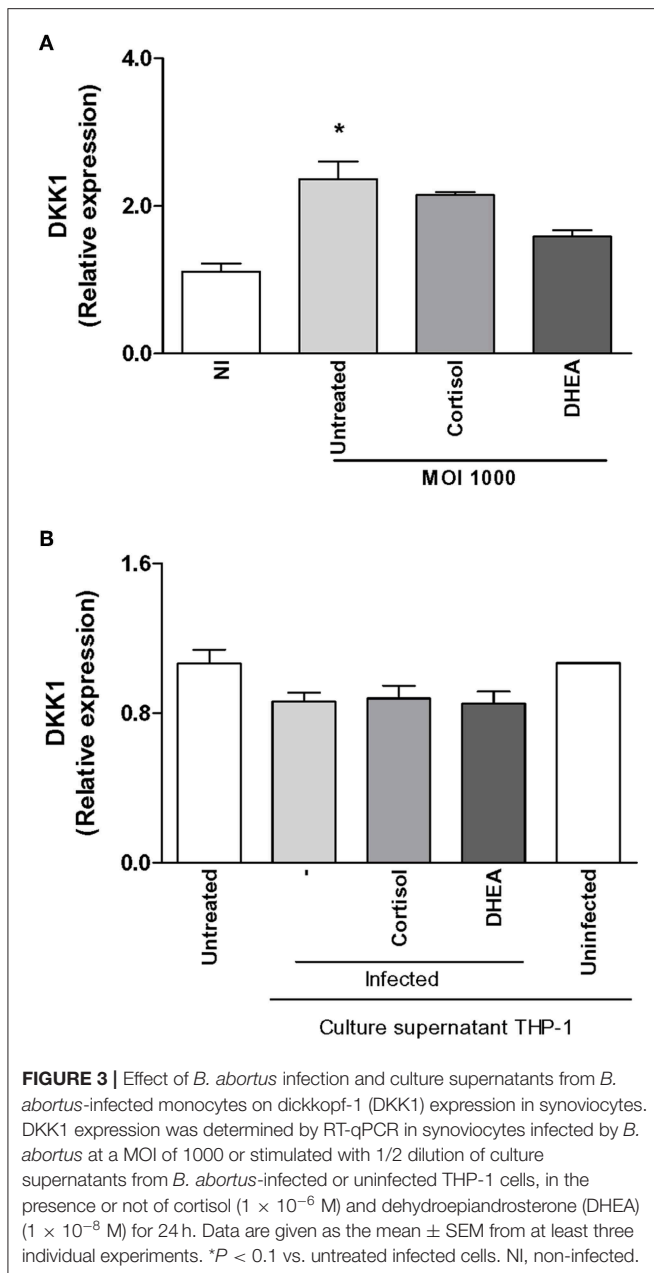 A
4.0
2.0
0.0
DKK1
(Relative expression)
*
NI
Untreated
Cortisol
DHEA
MOI 1000
B
1.6
0.8
0.0
DKK1
(Relative expression)
Untreated
-
Cortisol
DHEA
Uninfected
Infected
Culture supernatant THP-1
FIGURE 3 | Effect of B. abortus infection and culture supernatants from B.
abortus-infected monocytes on dickkopf-1 (DKK1) expression in synoviocytes.
DKK1 expression was determined by RT-qPCR in synoviocytes infected by B.
abortus at a MOI of 1000 or stimulated with 1/2 dilution of culture
supernatants from B. abortus-infected or uninfected THP-1 cells, in the
presence or not of cortisol (1 × 10⁻⁶ M) and dehydroepiandrosterone (DHEA)
(1 × 10⁻⁸ M) for 24 h. Data are given as the mean ± SEM from at least three
individual experiments. *P < 0.1 vs. untreated infected cells. NI, non-infected.